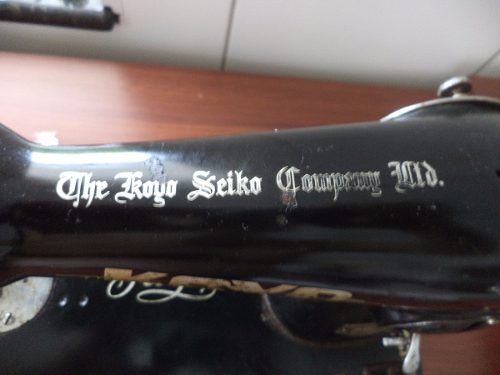 The Koyo Seiko Company Ltd.